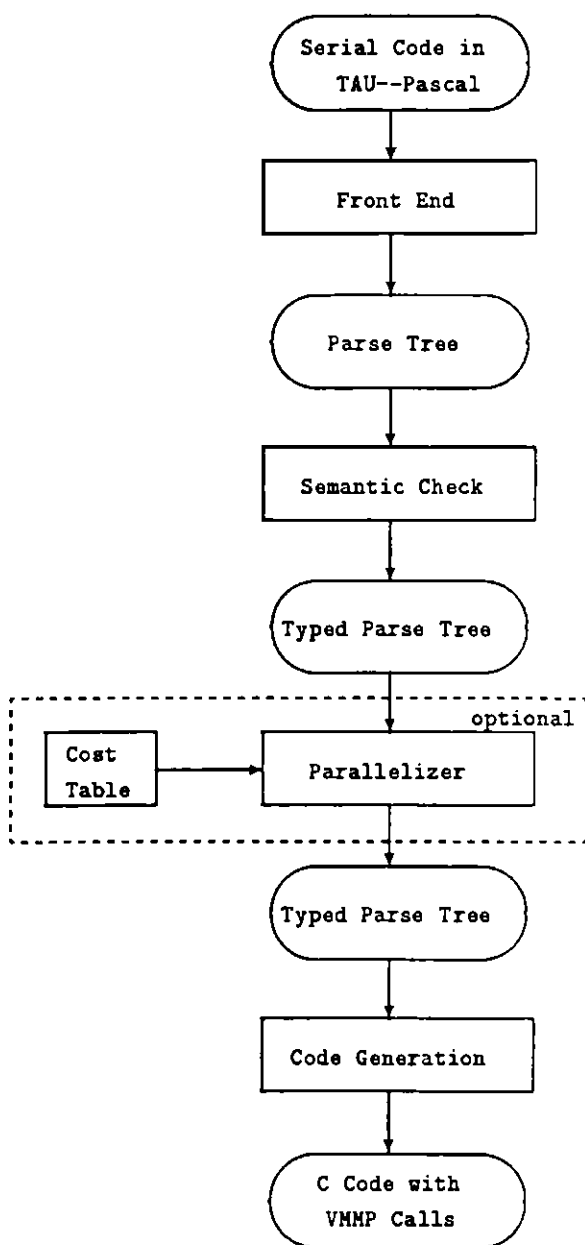 Serial Code in
TAU--Pascal
Front End
Parse Tree
Semantic Check
Typed Parse Tree
optional
Cost
Table
Parallelizer
Typed Parse Tree
Code Generation
C Code with
VMMP Calls